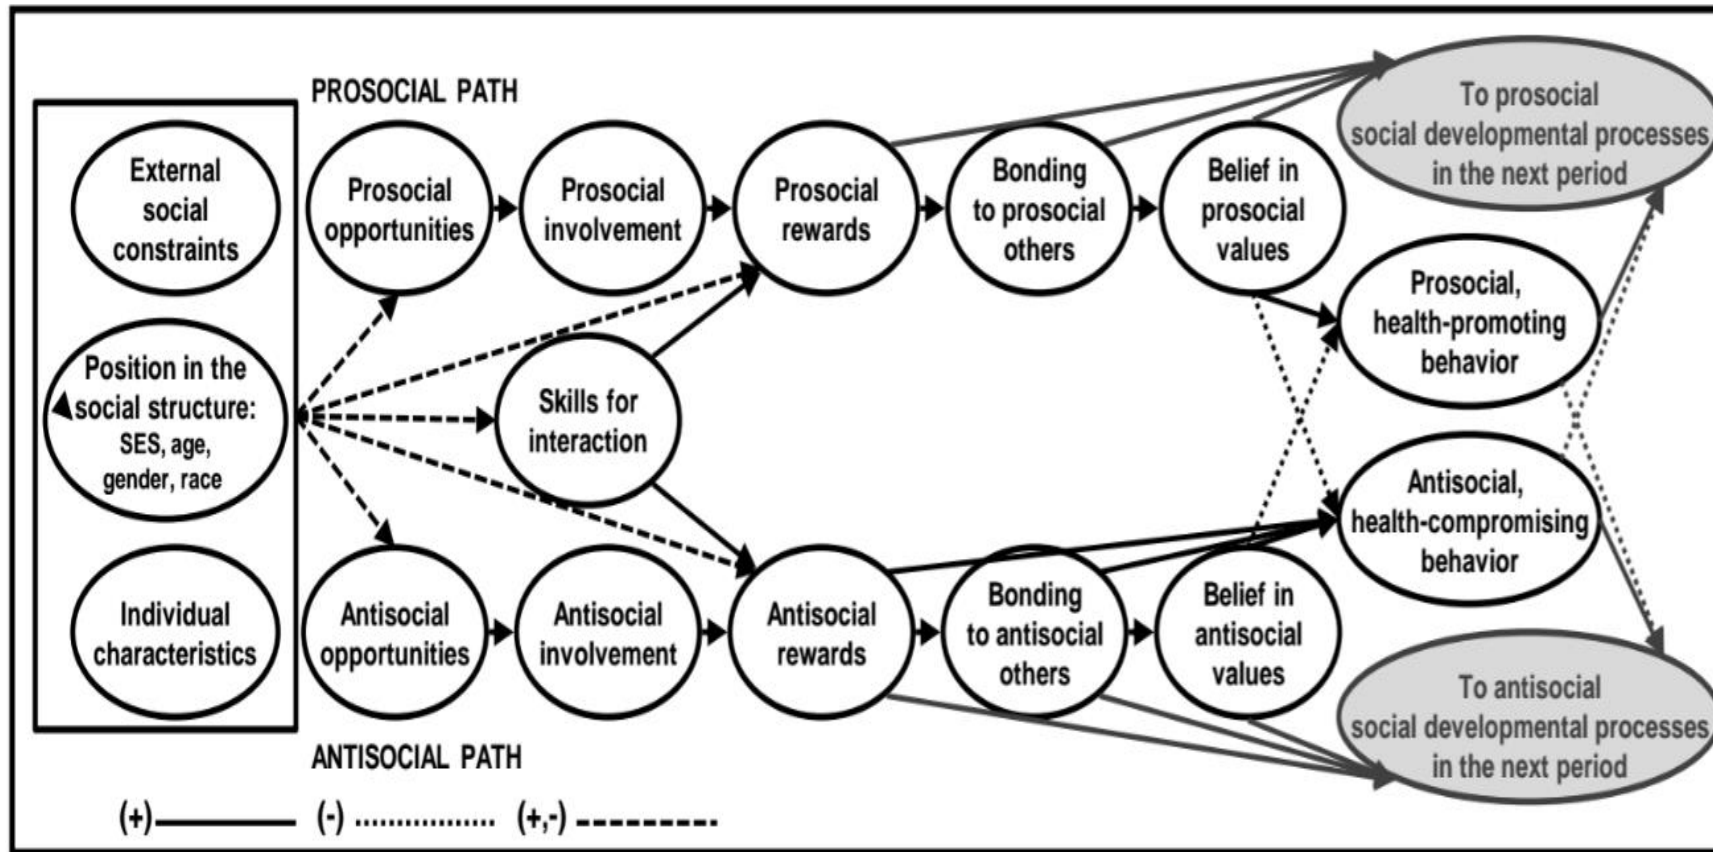 PROSOCIAL PATH
External
social
constraints
Position in the
social structure:
SES, age,
gender, race
Individual
characteristics
Prosocial
opportunities
Prosocial
involvement
Prosocial
rewards
Bonding
to prosocial
others
Belief in
prosocial
values
To prosocial
social developmental processes
in the next period
Prosocial,
health-promoting
behavior
Skills for
interaction
Antisocial,
health-compromising
behavior
Antisocial
opportunities
Antisocial
involvement
Antisocial
rewards
Bonding
to antisocial
others
Belief in
antisocial
values
To antisocial
social developmental processes
in the next period
ANTISOCIAL PATH
(+)
(-)
(+,-)